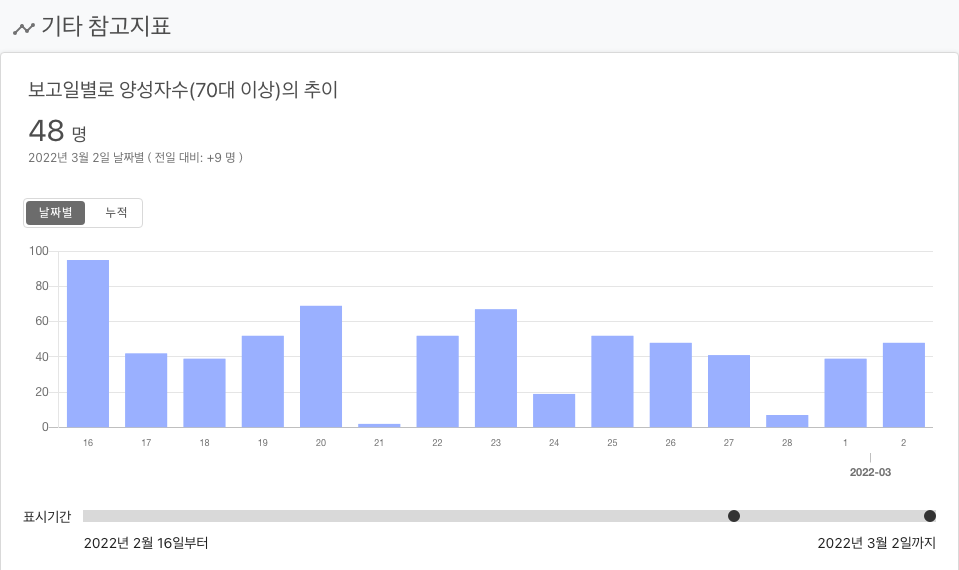 기타 참고지표
보고일별로 양성자수(70대 이상)의 추이
48 명
2022년 3월 2일 날짜별 ( 전일 대비: +9 명 )
날짜별 누적
100
80
60
40
20
0
16 17 18 19 20 21 22 23 24 25 26 27 28 1 2
2022-03
표시기간
2022년 2월 16일부터 2022년 3월 2일까지